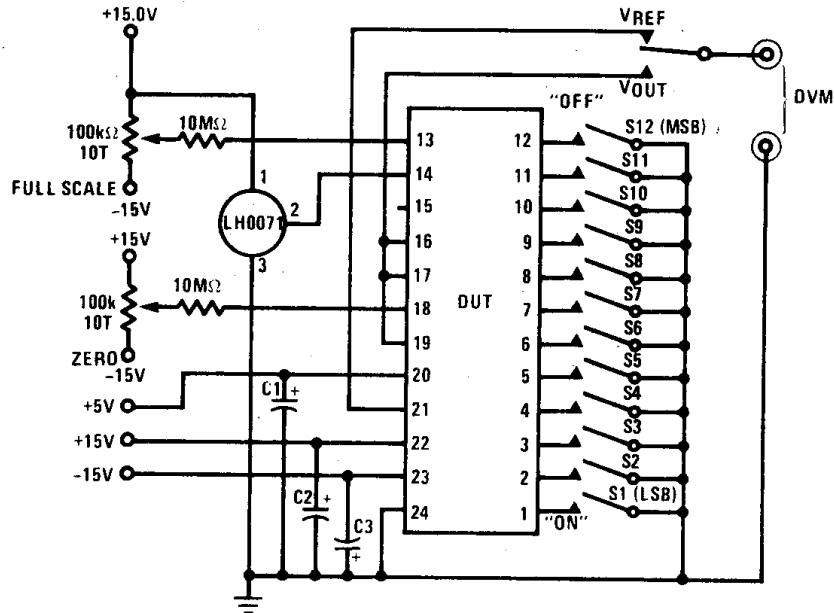 +15.0V
VREF
VOUT
DVM
100kΩ
10T
10MΩ
FULL SCALE
-15V
1
2
3
LH0071
+15V
100k
10T
10MΩ
ZERO
-15V
+5V
+15V
-15V
C1 +
C2 +
C3
+
DUT
13
14
15
16
17
18
19
20
21
22
23
24
12
11
10
9
8
7
6
5
4
3
2
1
"OFF"
S12 (MSB)
S11
S10
S9
S8
S7
S6
S5
S4
S3
S2
S1 (LSB)
"ON"